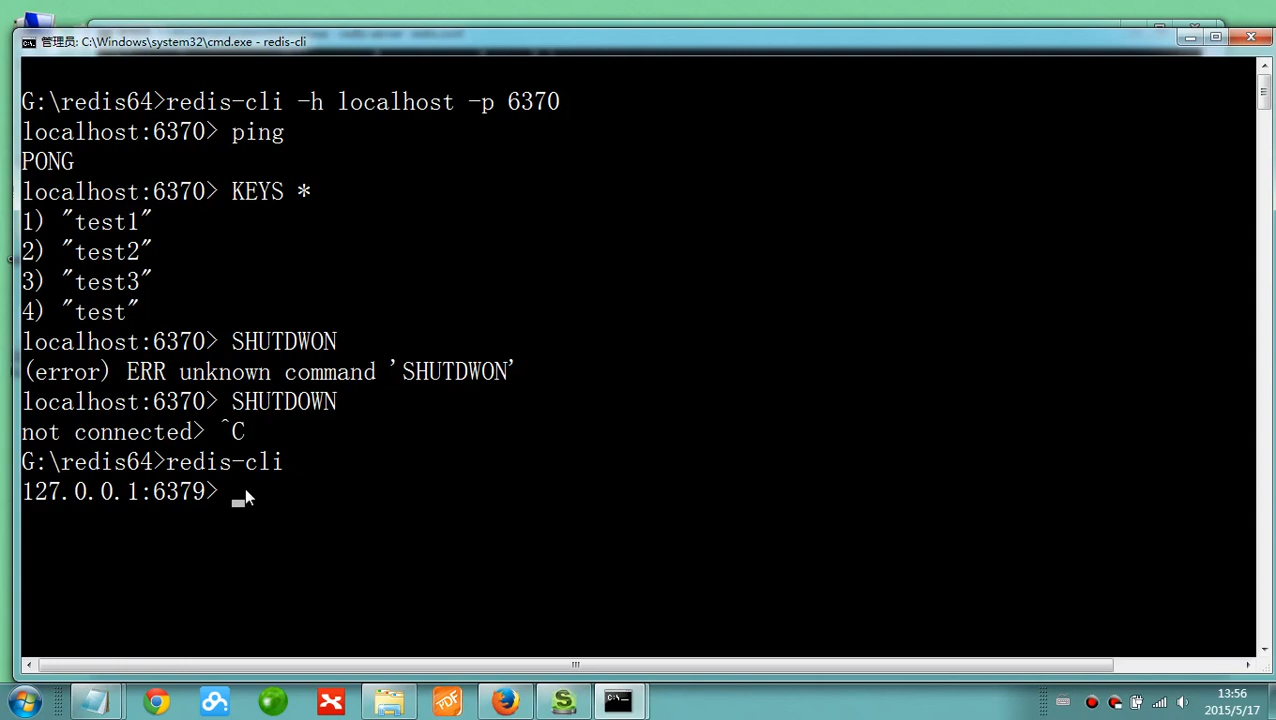 管理员: C:\Windows\system32\cmd.exe - redis-cli
G:\redis64>redis-cli -h localhost -p 6370
localhost:6370> ping
PONG
localhost:6370> KEYS *
1) "test1"
2) "test2"
3) "test3"
4) "test"
localhost:6370> SHUTDWON
(error) ERR unknown command 'SHUTDWON'
localhost:6370> SHUTDOWN
not connected> ^C
G:\redis64>redis-cli
127.0.0.1:6379>
13:56
2015/5/17